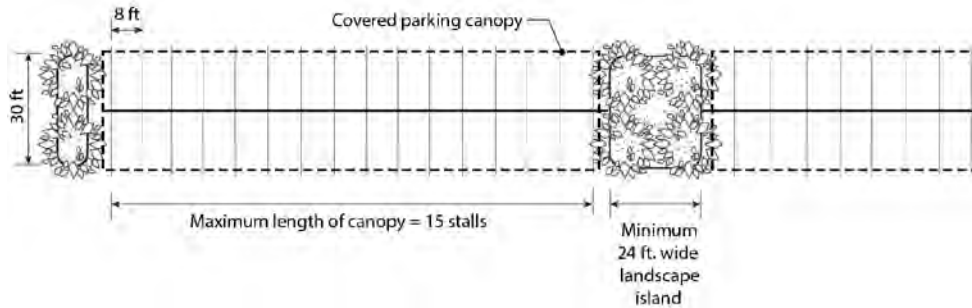 8 ft
Covered parking canopy
30 ft
Maximum length of canopy = 15 stalls
Minimum
24 ft. wide
landscape
island